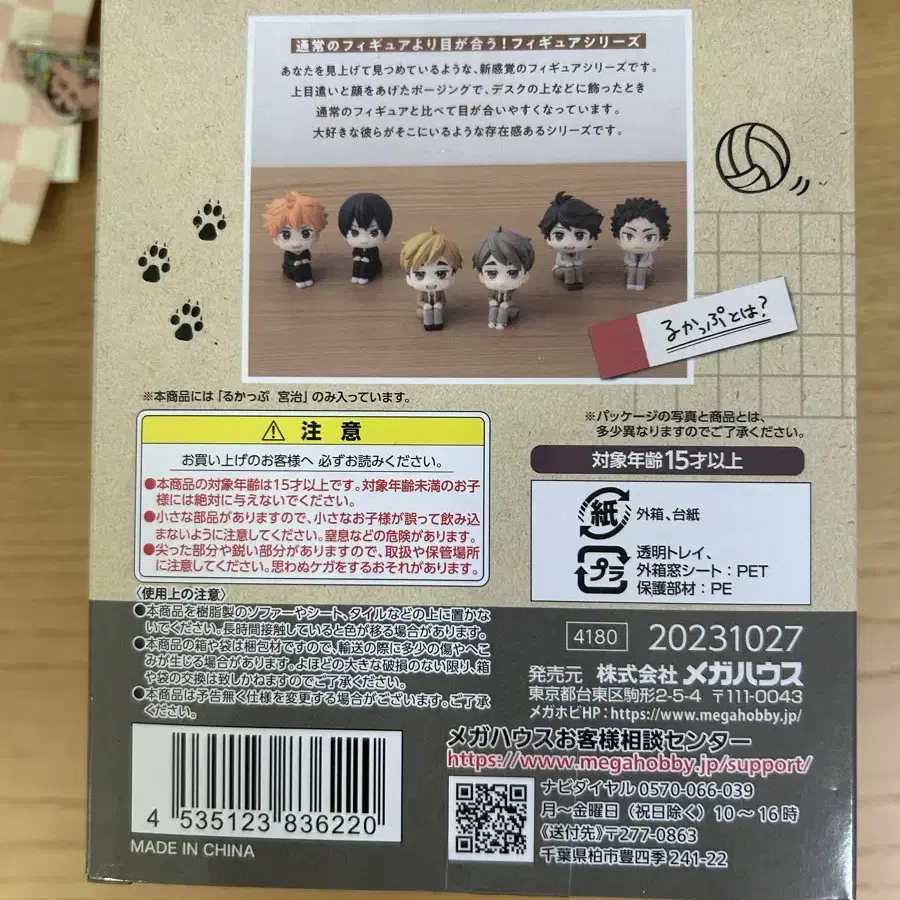 通常のフィギュアより目が合う!フィギュアシリーズ
あなたを見上げて見つめているような、新感覚のフィギュアシリーズです。
上目遣いと顔をあげたポージングで、デスクの上などに飾ったとき
通常のフィギュアと比べて目が合いやすくなっています。
大好きな彼らがそこにいるような存在感あるシリーズです。
るかっぷとは?
※本商品には「るかっぷ 宮治」のみ入っています。
※パッケージの写真と商品とは、
多少異なりますのでご了承ください。
注意
お買い上げのお客様へ 必ずお読みください。
●本商品の対象年齢は15才以上です。対象年齢未満のお子
様には絶対に与えないでください。
●小さな部品がありますので、小さなお子様が誤って飲み込
まないように注意してください。窒息などの危険があります。
●尖った部分や鋭い部分がありますので、取扱や保管場所
に注意してください。思わぬケガをするおそれがあります。
対象年齢15才以上
紙
外箱、台紙
プラ
透明トレイ、
外箱窓シート:PET
保護部材:PE
〈使用上の注意〉
●本商品を樹脂製のソファーやシート、タイルなどの上に置かな
いでください。長時間接触していると色が移る場合があります。
●本商品の箱や袋は梱包材ですので、輸送の際に多少の傷やへこ
みが生じる場合があります。よほどの大きな破損のない限り、箱
や袋の交換は致しかねますのでご了承ください。
●本商品は予告無く仕様を変更する場合がございます。ご了承
ください。
4180
20231027
発売元 株式会社 メガハウス
東京都台東区駒形2-5-4 〒111-0043
メガホビHP:https://www.megahobby.jp/
メガハウスお客様相談センター
https://www.megahobby.jp/support/
ナビダイヤル 0570-066-039
月〜金曜日(祝日除く)10〜16時
《送付先》〒277-0863
千葉県柏市豊四季241-22
4 535123 836220
MADE IN CHINA